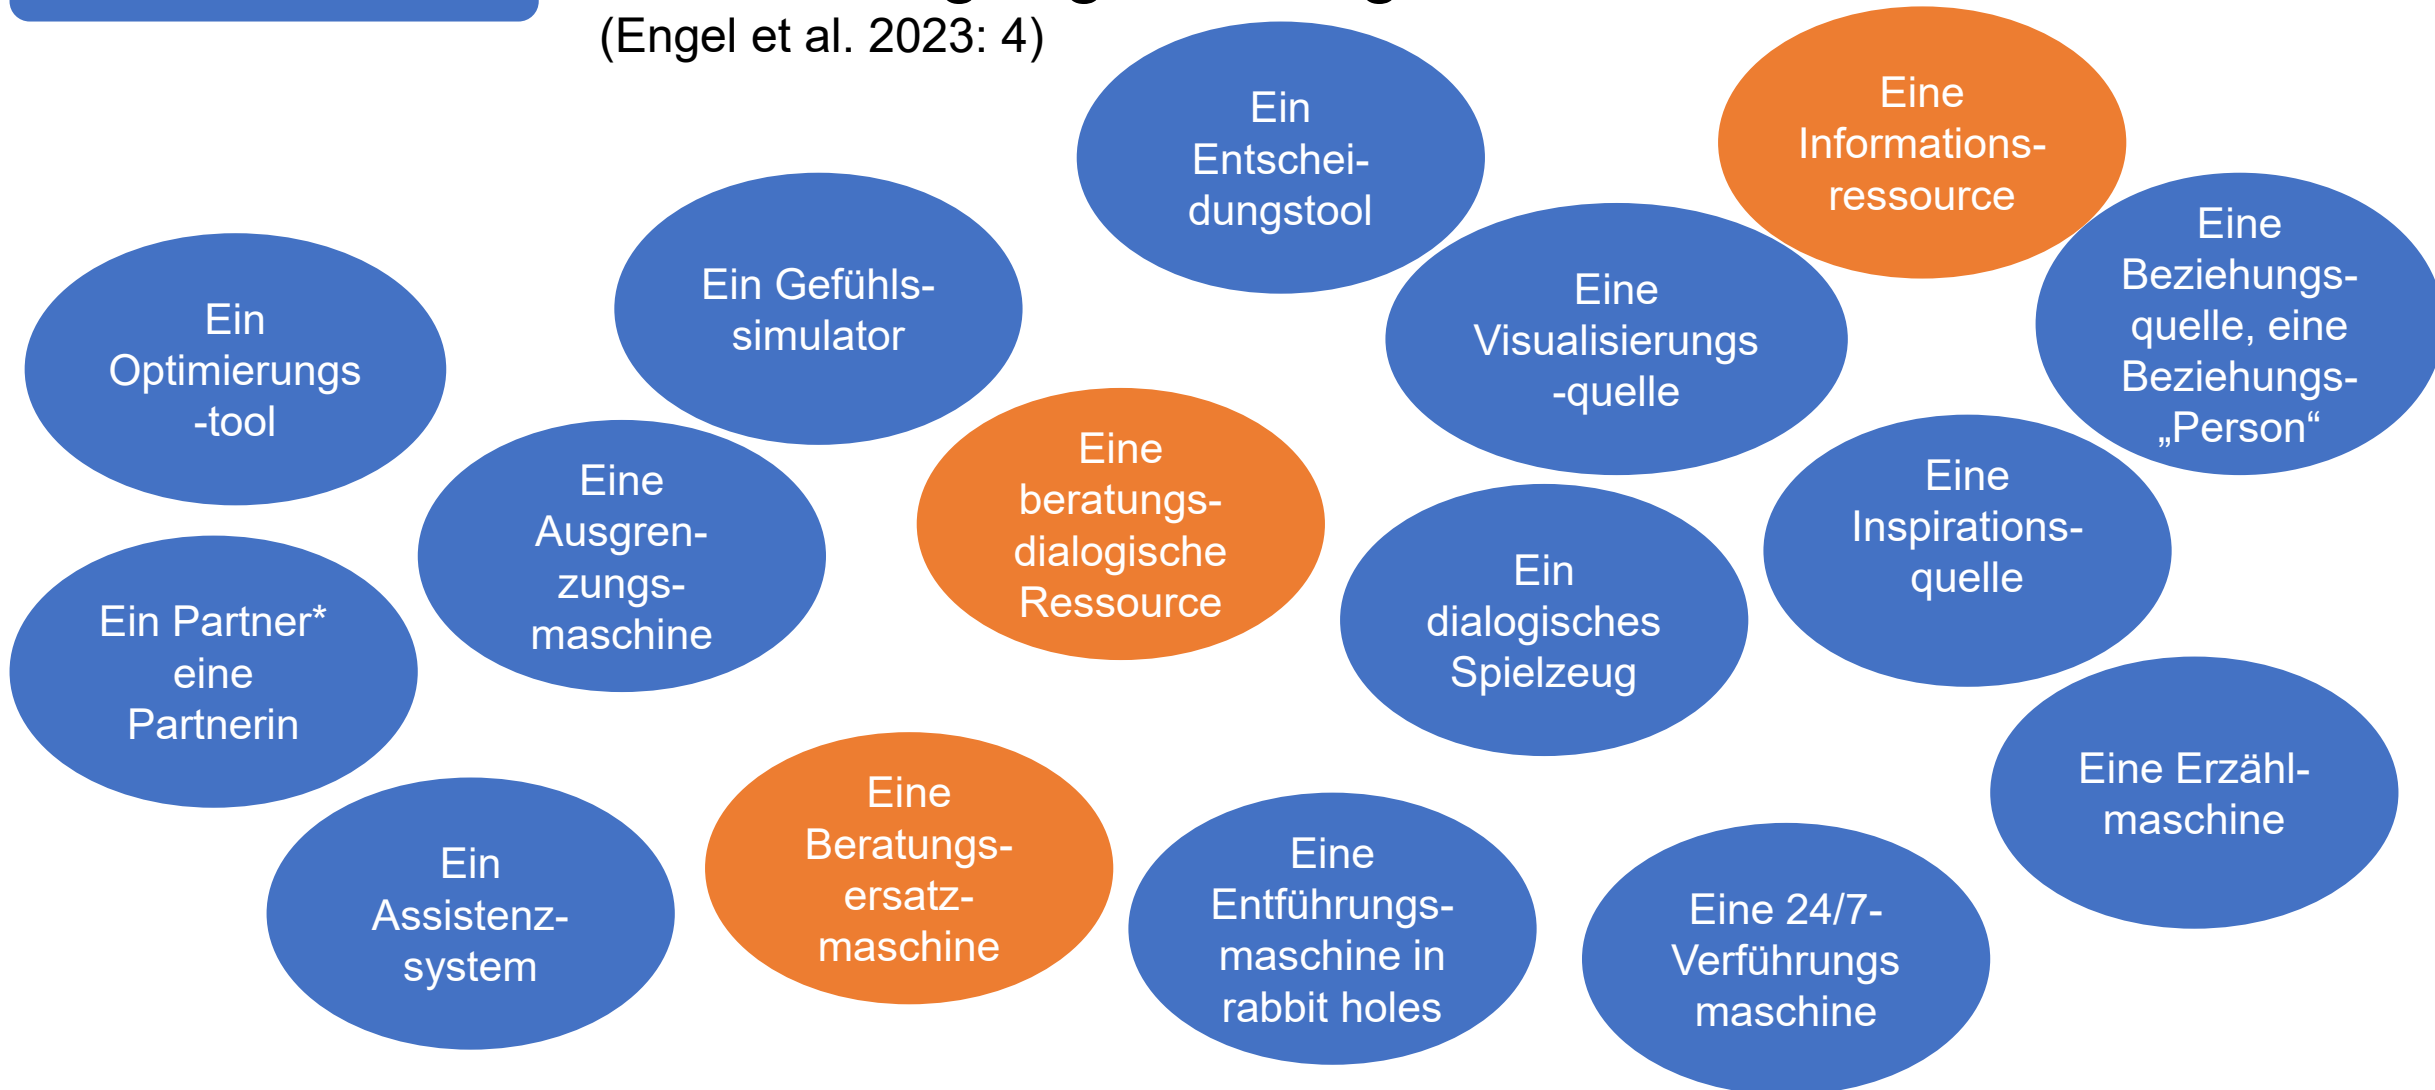 (Engel et al. 2023: 4)
Ein
Entschei-
dungstool
Eine
Informations-
ressource
Eine
Beziehungs-
quelle, eine
Beziehungs-
„Person“
Ein Gefühls-
simulator
Eine
Visualisierungs
-quelle
Ein
Optimierungs
-tool
Eine
Ausgren-
zungs-
maschine
Eine
beratungs-
dialogische
Ressource
Eine
Inspirations-
quelle
Ein
dialogisches
Spielzeug
Ein Partner*
eine
Partnerin
Eine Erzähl-
maschine
Ein
Assistenz-
system
Eine
Beratungs-
ersatz-
maschine
Eine
Entführungs-
maschine in
rabbit holes
Eine 24/7-
Verführungs
maschine